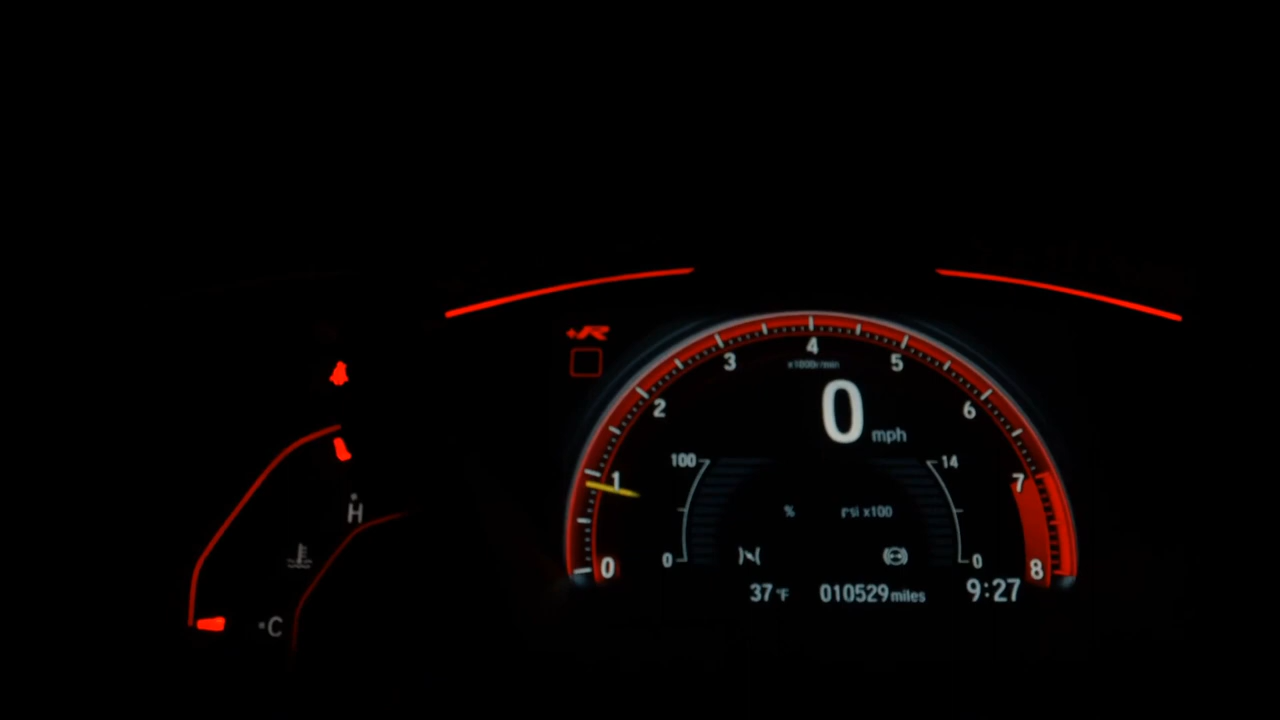 +R
4
3 5
x1000r/min
2 0 6
mph
100 14
1 7
% psi x100
H
0 0
0 8
37°F 010529 miles 9:27
C